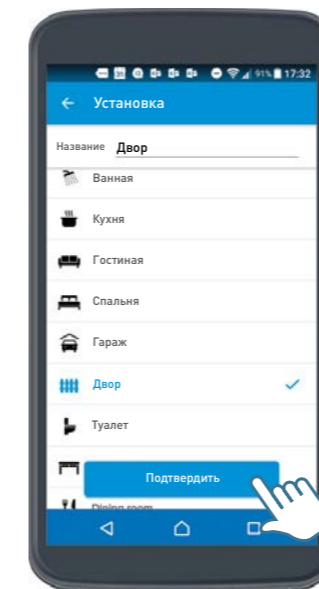 91% 17:32
Установка
Название Двор
Ванная
Кухня
Гостиная
Спальня
Гараж
Двор
Туалет
Подтвердить
Dining room